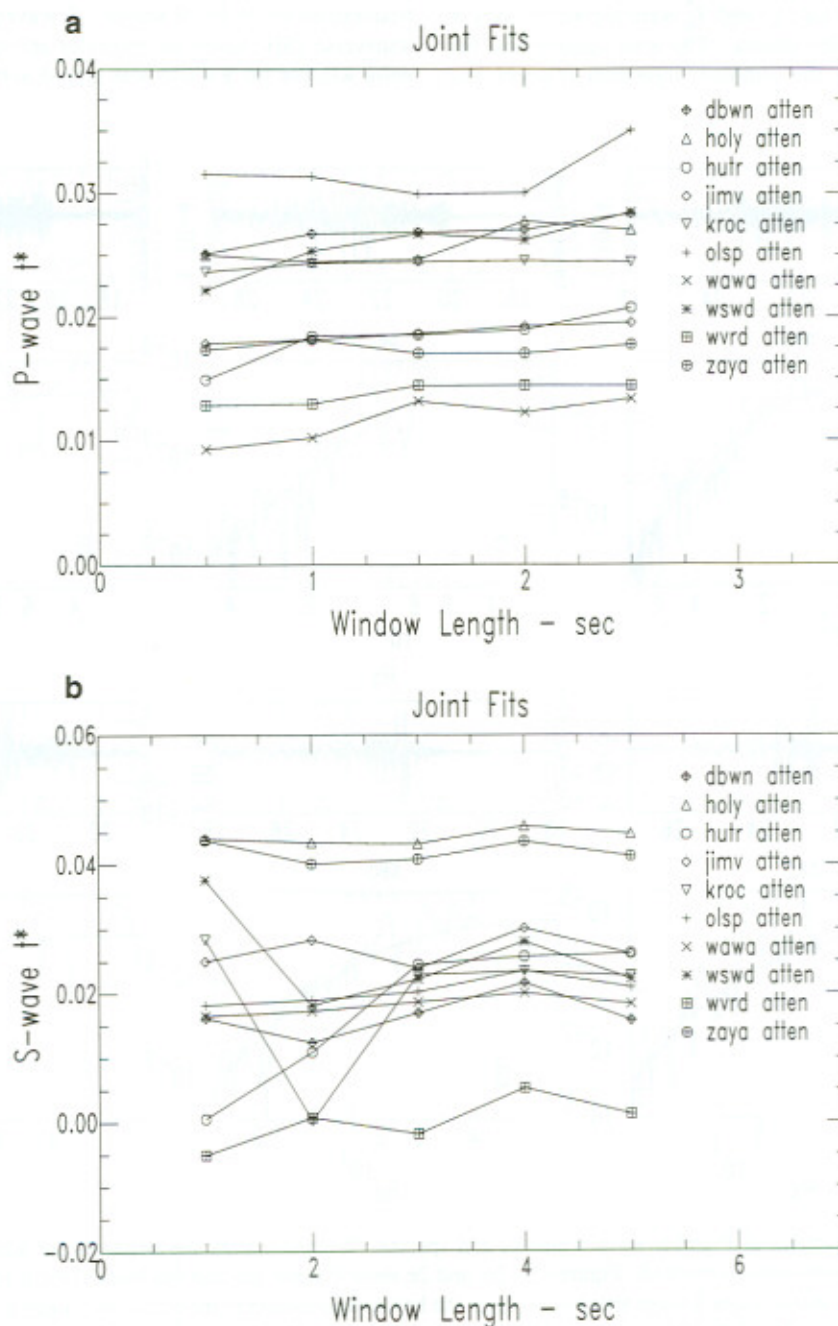 a
Joint Fits
0.04
0.03
0.02
0.01
0.00
P-wave t*
0
1
2
3
Window Length - sec
dbwn atten
holy atten
hutr atten
jimv atten
kroc atten
olsp atten
wawa atten
wswd atten
wvrd atten
zaya atten
b
Joint Fits
0.06
0.04
0.02
0.00
-0.02
S-wave t*
0
2
4
6
Window Length - sec
dbwn atten
holy atten
hutr atten
jimv atten
kroc atten
olsp atten
wawa atten
wswd atten
wvrd atten
zaya atten